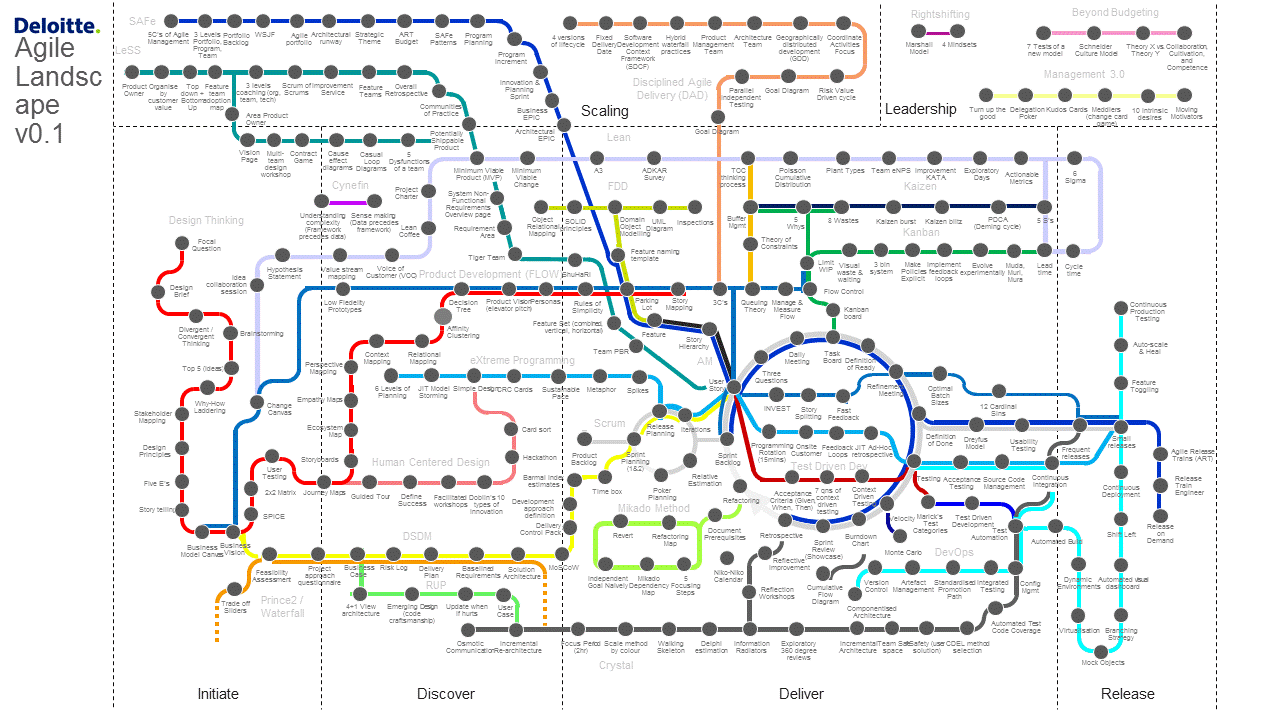 Deloitte.
Agile
Landsc
ape
v0.1
SAFe
5C's of Agile
Management
3 Levels
Portfolio,
Program,
Team
Portfolio
Backlog
WSJF
Agile
portfolio
Architectural
runway
Strategic
Theme
ART
Budget
SAFe
Patterns
Program
Planning
Program
Increment
Innovation &
Planning
Sprint
Business
EPIC
Architectural
EPIC
LeSS
Product
Owner
Organise
by
customer
value
Top
down +
Bottom
Up
Feature
team
adoption
map
3 levels
coaching (org,
team, tech)
Scrum of
Scrums
Improvement
Service
Feature
Teams
Overall
Retrospective
Communities
of Practice
Area Product
Owner
Vision
Page
Multi-
team
design
workshop
Contract
Game
Cause
effect
diagrams
Casual
Loop
Diagrams
5
Dysfunctions
of a team
Potentially
Shippable
Product
4 versions
of lifecycle
Fixed
Delivery
Date
Software
Development
Context
Framework
(SDCF)
Hybrid
waterfall
practices
Product
Management
Team
Architecture
Team
Geographically
distributed
development
(GDD)
Coordinate
Activities
Focus
Disciplined Agile
Delivery (DAD)
Parallel
Independent
Testing
Goal Diagram
Risk Value
Driven cycle
Goal Diagram
Scaling
Rightshifting
Marshall
Model
4 Mindsets
Beyond Budgeting
7 Tests of a
new model
Schneider
Culture Model
Theory X vs
Theory Y
Collaboration,
Cultivation,
and
Competence
Management 3.0
Turn up the
good
Delegation
Poker
Kudos Cards
Meddlers
(change card
game)
10 intrinsic
desires
Moving
Motivators
Leadership
Lean
Minimum Viable
Product (MVP)
Minimum
Viable
Change
A3
ADKAR
Survey
TOC
thinking
process
Poisson
Cumulative
Distribution
Plant Types
Team eNPS
Improvement
KATA
Exploratory
Days
Actionable
Metrics
6
Sigma
Cynefin
Understanding
complexity
(Framework
precedes data)
Sense making
(Data precedes
framework)
Project
Charter
Lean
Coffee
System Non-
Functional
Requirements
Overview page
Requirement
Area
Tiger Team
FDD
Object
Relational
Mapping
SOLID
principles
Domain
Object
Modelling
UML
Diagram
Inspections
Feature naming
template
Kaizen
Buffer
Mgmt
5
Whys
8 Wastes
Kaizen burst
Kaizen blitz
PDCA
(Deming cycle)
5 S's
Kanban
Theory of
Constraints
Limit
WIP
Visual
waste &
waiting
3 bin
system
Make
Policies
Explicit
Implement
feedback
loops
Evolve
experimentally
Muda,
Muri,
Mura
Lead
time
Cycle
time
Design Thinking
Focal
Question
Design
Brief
Divergent /
Convergent
Thinking
Brainstorming
Top 5 (Ideas)
Why-How
Laddering
Stakeholder
Mapping
Design
Principles
Five E's
Story telling
Business
Model Canvas
Business
Vision
SPICE
2x2 Matrix
User
Testing
Storyboards
Journey Maps
Idea
collaboration
session
Hypothesis
Statement
Value stream
mapping
Voice of
Customer (VOC)
Change
Canvas
Product Development (FLOW)
ShuHaRi
Low Fledelity
Prototypes
Decision
Tree
Product Vision
(elevator pitch)
Personas
Rules of
Simplicity
Parking
Lot
Story
Mapping
3C's
Queuing
Theory
Manage &
Measure
Flow
Flow Control
Kanban
board
Affinity
Clustering
Context
Mapping
Relational
Mapping
Perspective
Mapping
Empathy Maps
Ecosystem
Map
Feature Set (combined,
vertical, horizontal)
Feature
Story
Hierarchy
Team PBR
eXtreme Programming
6 Levels of
Planning
JIT Model
Storming
Simple Design
CRC Cards
Sustainable
Pace
Metaphor
Spikes
Release
Planning
Iterations
AM
User
Story
Card sort
Hackathon
Human Centered Design
Guided Tour
Define
Success
Facilitated
workshops
Doblin's 10
types of
innovation
Scrum
Product
Backlog
Sprint
Planning
(1&2)
Sprint
Backlog
Barmal index
estimates
Time box
Poker
Planning
Relative
Estimation
Development
approach
definition
Delivery
Control Pack
MoSCoW
Three
Questions
Daily
Meeting
Task
Board
Definition
of Ready
Refinement
Meeting
Optimal
Batch
Sizes
12 Cardinal
Sins
INVEST
Story
Splitting
Fast
Feedback
Definition
of Done
Dreyfus
Model
Usability
Testing
Frequent
releases
Small
releases
Programming
Rotation
(15mins)
Onsite
Customer
Feedback
Loops
JIT Ad-Hoc
retrospective
Test Driven Dev
Acceptance
Criteria (Given
When, Then)
7 qns of
context
driven
testing
Context
Driven
Testing
Testing
Acceptance
Testing
Source Code
Management
Continuous
Integration
Velocity
Marick's
Test
Categories
Test Driven
Development
Test
Automation
Automated Build
Retrospective
Sprint
Review
(Showcase)
Burndown
Chart
Monte Carlo
Refactoring
Document
Prerequisites
Mikado Method
Revert
Refactoring
Map
Independent
Goal Naively
Mikado
Dependency
Map
5
Focusing
Steps
Niko-Niko
Calendar
Reflective
Improvement
Reflection
Workshops
Cumulative
Flow
Diagram
DevOps
Version
Control
Artefact
Management
Standardised
Promotion
Path
Integrated
Testing
Config
Mgmt
Componentised
Architecture
Automated Test
Code Coverage
DSDM
Feasibility
Assessment
Project
approach
questionnaire
Business
Case
Risk Log
Delivery
Plan
Baselined
Requirements
Solution
Architecture
Trade off
Sliders
Prince2 /
Waterfall
RUP
4+1 View
architecture
Emerging Design
(code
craftsmanship)
Update when
if hurts
User
Case
Osmotic
Communication
Incremental
Re-architecture
Focus Period
(2hr)
Scale method
by colour
Walking
Skeleton
Delphi
estimation
Information
Radiators
Exploratory
360 degree
reviews
Incremental
Architecture
Team Safe
space
Safety (user
solution)
COEL method
selection
Crystal
Continuous
Production
Testing
Auto-scale
& Heal
Feature
Toggling
Continuous
Deployment
Shift Left
Automated
dashboard
Branching
Strategy
Mock Objects
Virtualisation
Dynamic
Environments
Agile Release
Trains (ART)
Release
Train
Engineer
Release
on
Demand
Initiate
Discover
Deliver
Release